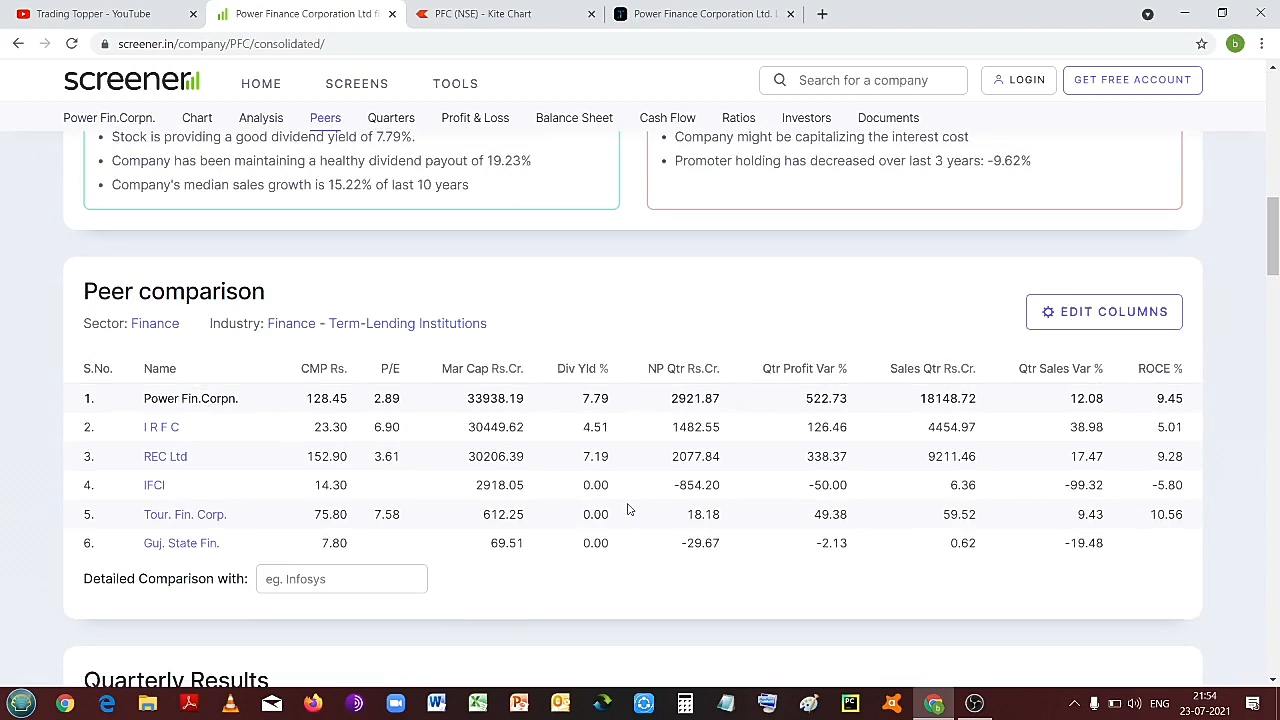 Trading Topper - YouTube
Power Finance Corporation Ltd fi
PFC (NSE) - Kite Chart
Power Finance Corporation Ltd. l
screener.in/company/PFC/consolidated/
b
screener
HOME SCREENS TOOLS
Search for a company
LOGIN
GET FREE ACCOUNT
Power Fin.Corpn. Chart Analysis Peers Quarters Profit & Loss Balance Sheet Cash Flow Ratios Investors Documents
Stock is providing a good dividend yield of 7.79%.
Company has been maintaining a healthy dividend payout of 19.23%
Company's median sales growth is 15.22% of last 10 years
Company might be capitalizing the interest cost
Promoter holding has decreased over last 3 years: -9.62%
Peer comparison
Sector: Finance Industry: Finance - Term-Lending Institutions
EDIT COLUMNS
S.No. Name CMP Rs. P/E Mar Cap Rs.Cr. Div Yld % NP Qtr Rs.Cr. Qtr Profit Var % Sales Qtr Rs.Cr. Qtr Sales Var % ROCE %
1. Power Fin.Corpn. 128.45 2.89 33938.19 7.79 2921.87 522.73 18148.72 12.08 9.45
2. I R F C 23.30 6.90 30449.62 4.51 1482.55 126.46 4454.97 38.98 5.01
3. REC Ltd 152.90 3.61 30206.39 7.19 2077.84 338.37 9211.46 17.47 9.28
4. IFCI 14.30 2918.05 0.00 -854.20 -50.00 6.36 -99.32 -5.80
5. Tour. Fin. Corp. 75.80 7.58 612.25 0.00 18.18 49.38 59.52 9.43 10.56
6. Guj. State Fin. 7.80 69.51 0.00 -29.67 -2.13 0.62 -19.48
Detailed Comparison with: eg. Infosys
Quarterly Results
ENG
21:54
23-07-2021